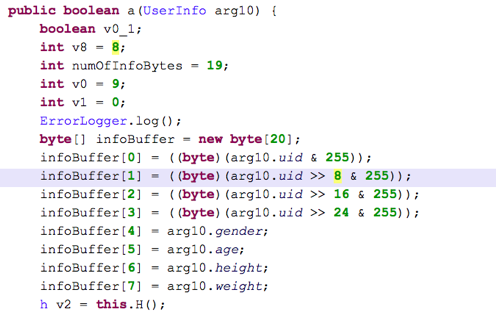 public boolean a(UserInfo arg10) {
boolean v0_1;
int v8 = 8;
int numOfInfoBytes = 19;
int v0 = 9;
int v1 = 0;
ErrorLogger.log();
byte[] infoBuffer = new byte[20];
infoBuffer[0] = ((byte)(arg10.uid & 255));
infoBuffer[1] = ((byte)(arg10.uid >> 8 & 255));
infoBuffer[2] = ((byte)(arg10.uid >> 16 & 255));
infoBuffer[3] = ((byte)(arg10.uid >> 24 & 255));
infoBuffer[4] = arg10.gender;
infoBuffer[5] = arg10.age;
infoBuffer[6] = arg10.height;
infoBuffer[7] = arg10.weight;
h v2 = this.H();